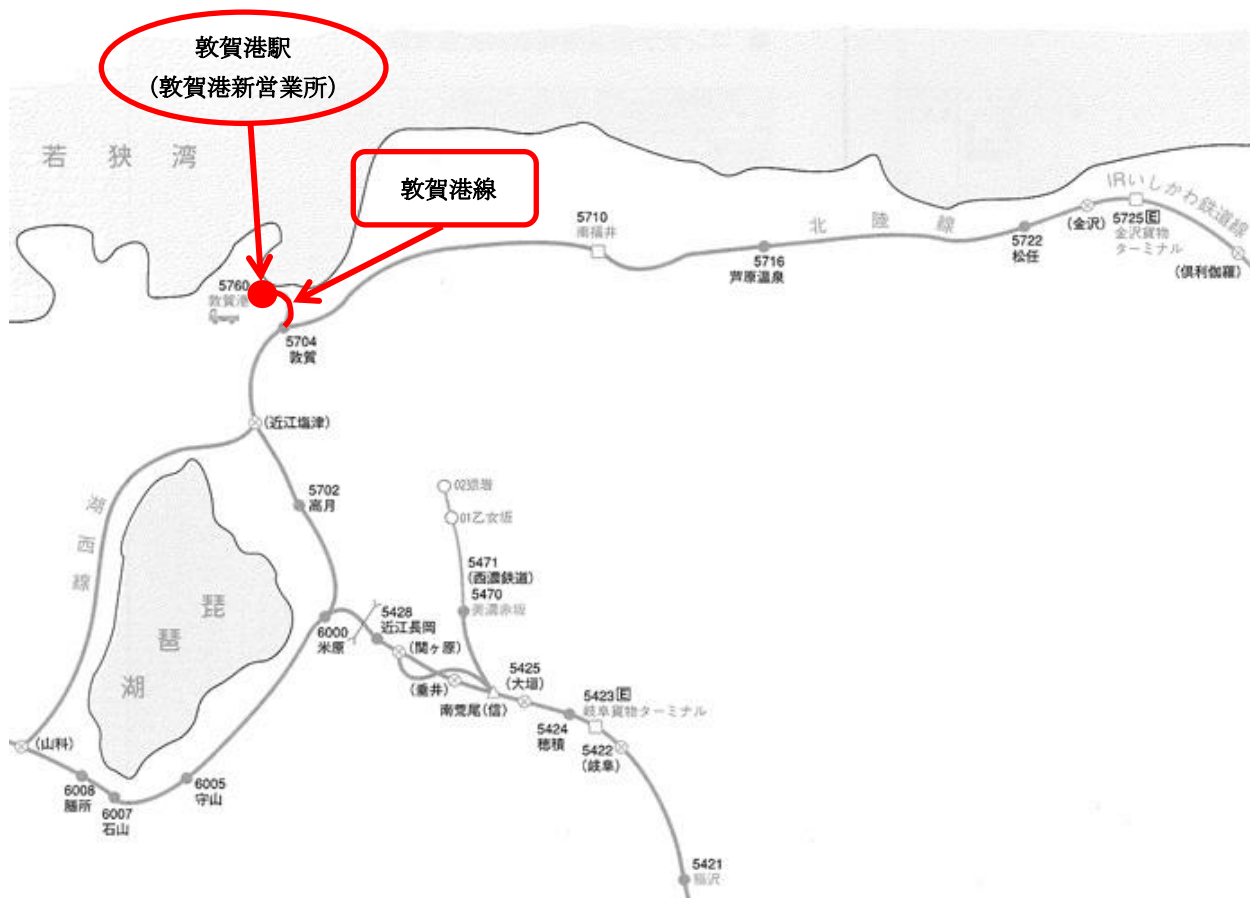 敦賀港駅
(敦賀港新営業所)
若狭湾
敦賀港線
5760
敦賀港
5704
敦賀
5710
南福井
5716
芦原温泉
北陸線
5722
松任
(金沢)
5725E
金沢貨物
ターミナル
IRいしかわ鉄道線
(倶利伽羅)
(近江塩津)
湖西線
5702
高月
琵琶湖
02猿岩
01乙女坂
5471
(西濃鉄道)
5470
美濃赤坂
6000
米原
5428
近江長岡
(関ヶ原)
(垂井)
南荒尾(信)
5425
(大垣)
5424
穂積
5423E
岐阜貨物ターミナル
5422
(岐阜)
(山科)
6008
膳所
6007
石山
6005
守山
5421
稲沢